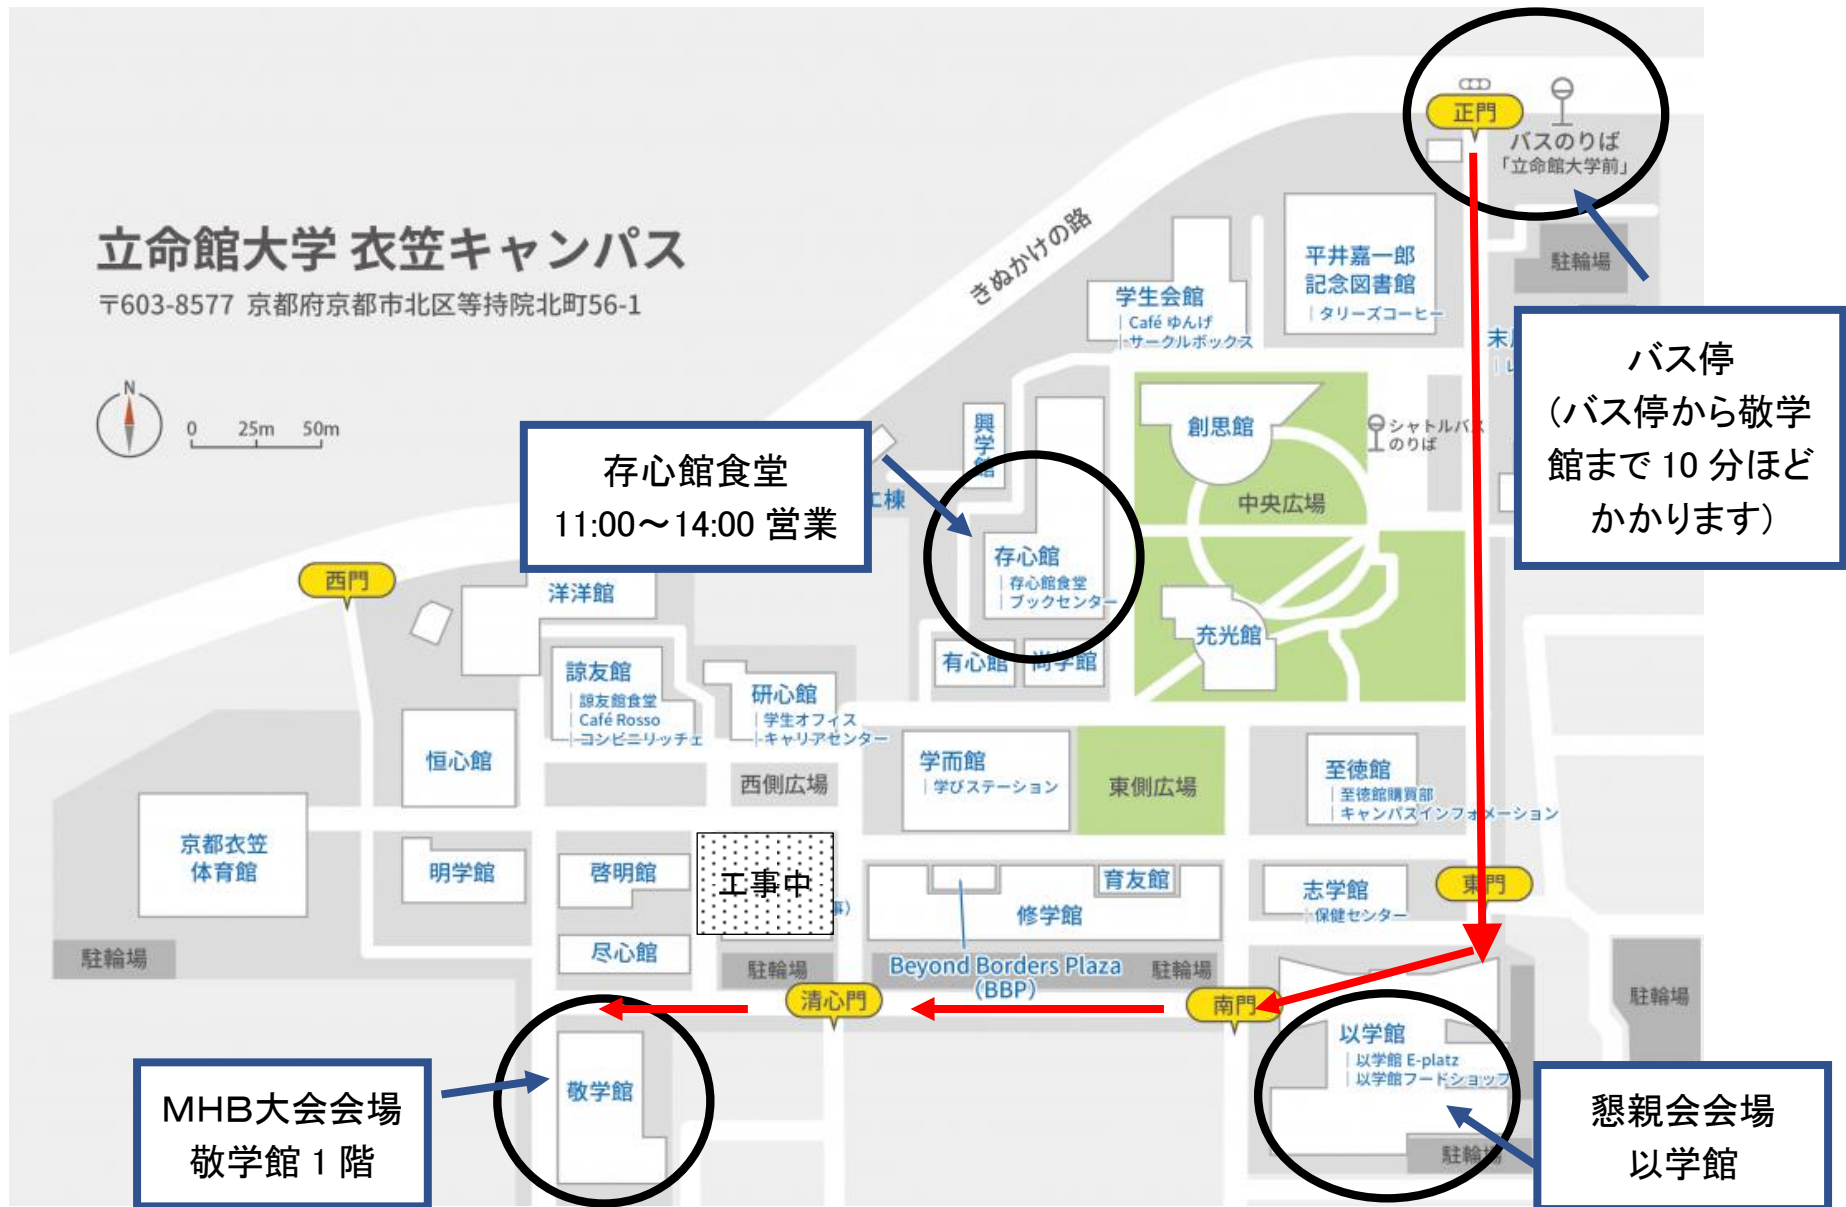 正門
バスのりば
「立命館大学前」
立命館大学 衣笠キャンパス
〒603-8577 京都府京都市北区等持院北町56-1
N
0 25m 50m
きぬかけの路
平井嘉一郎
記念図書館
| タリーズコーヒー
駐輪場
学生会館
| Café ゆんげ
| サークルボックス
末
バス停
(バス停から敬学
館まで 10 分ほど
かかります)
創思館
シャトルバス
のりば
興学館
存心館食堂
11:00～14:00 営業
工棟
中央広場
存心館
| 存心館食堂
| ブックセンター
西門
洋洋館
充光館
有心館
尚学館
諒友館
| 諒友館食堂
| Café Rosso
| コンビニリッチェ
研心館
| 学生オフィス
| キャリアセンター
恒心館
西側広場
学而館
| 学びステーション
東側広場
至徳館
| 至徳館購買部
| キャンパスインフォメーション
京都衣笠
体育館
明学館
啓明館
工事中
事)
育友館
修学館
志学館
| 保健センター
東門
駐輪場
尽心館
駐輪場
Beyond Borders Plaza
(BBP)
駐輪場
駐輪場
清心門
南門
以学館
| 以学館 E-platz
| 以学館フードショップ
敬学館
MHB大会会場
敬学館 1 階
駐輪場
懇親会会場
以学館